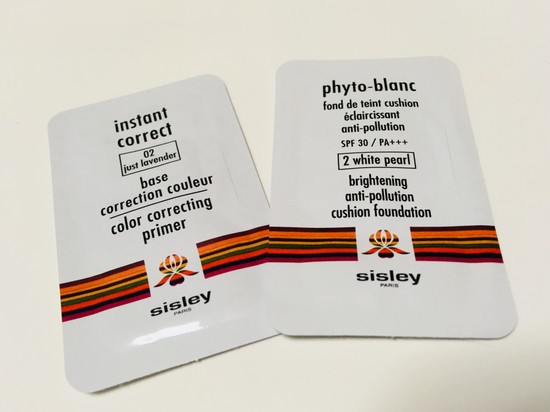 instant
correct
02
just lavender
base
correction couleur
color correcting
primer
sisley
PARIS
phyto-blanc
fond de teint cushion
éclaircissant
anti-pollution
SPF 30 / PA+++
2 white pearl
brightening
anti-pollution
cushion foundation
sisley
PARIS